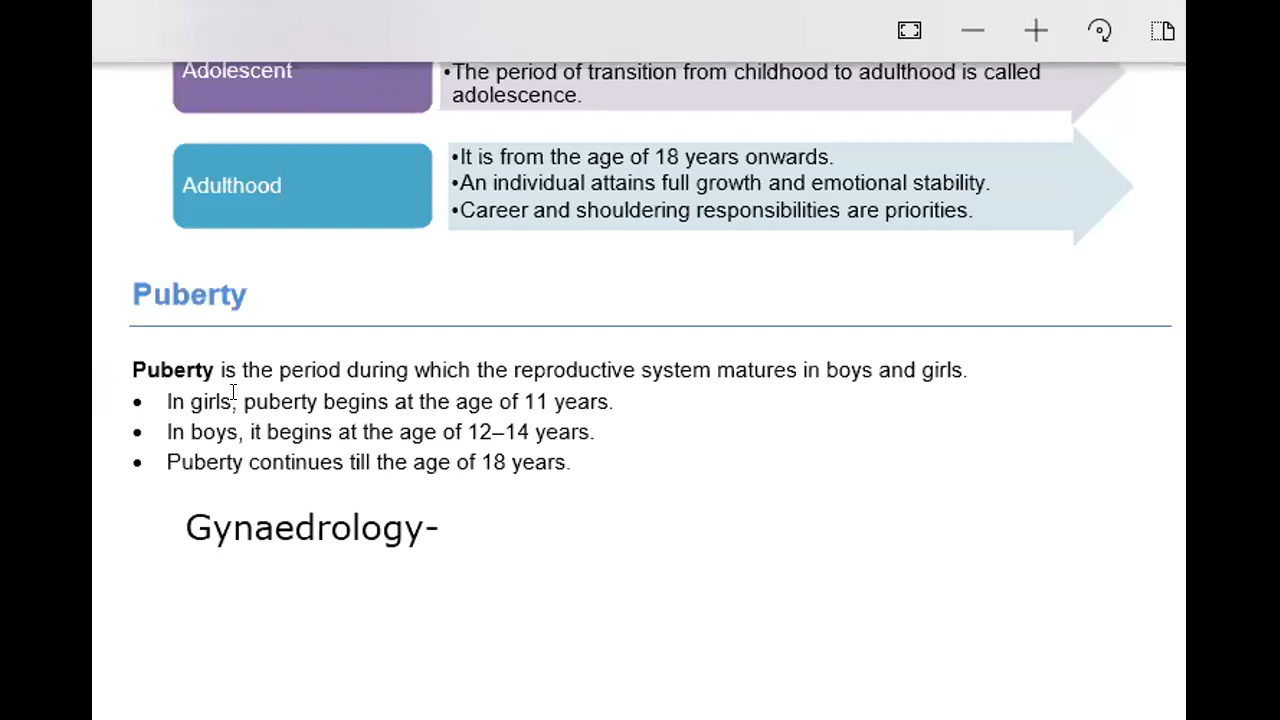 Adolescent
•The period of transition from childhood to adulthood is called
adolescence.
Adulthood
•It is from the age of 18 years onwards.
•An individual attains full growth and emotional stability.
•Career and shouldering responsibilities are priorities.
Puberty
Puberty is the period during which the reproductive system matures in boys and girls.
• In girls, puberty begins at the age of 11 years.
• In boys, it begins at the age of 12–14 years.
• Puberty continues till the age of 18 years.
Gynaedrology-